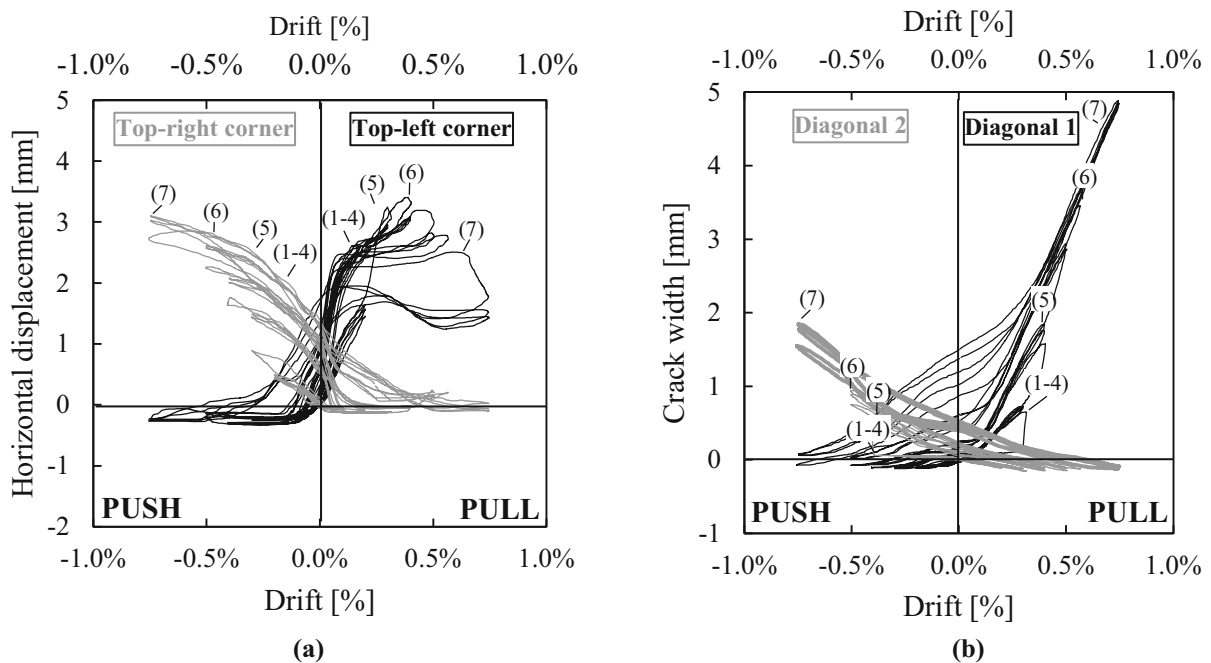 Drift [%]
-1.0% -0.5% 0.0% 0.5% 1.0%
5
4
3
2
1
0
-1
-2
Horizontal displacement [mm]
Top-right corner
Top-left corner
(7)
(6)
(5)
(1-4)
(1-4)
(5)
(6)
(7)
PUSH PULL
-1.0% -0.5% 0.0% 0.5% 1.0%
Drift [%]
(a)
Drift [%]
-1.0% -0.5% 0.0% 0.5% 1.0%
5
4
3
2
1
0
-1
Crack width [mm]
Diagonal 2
Diagonal 1
(7)
(6)
(5)
(1-4)
(7)
(6)
(5)
(1-4)
PUSH PULL
-1.0% -0.5% 0.0% 0.5% 1.0%
Drift [%]
(b)